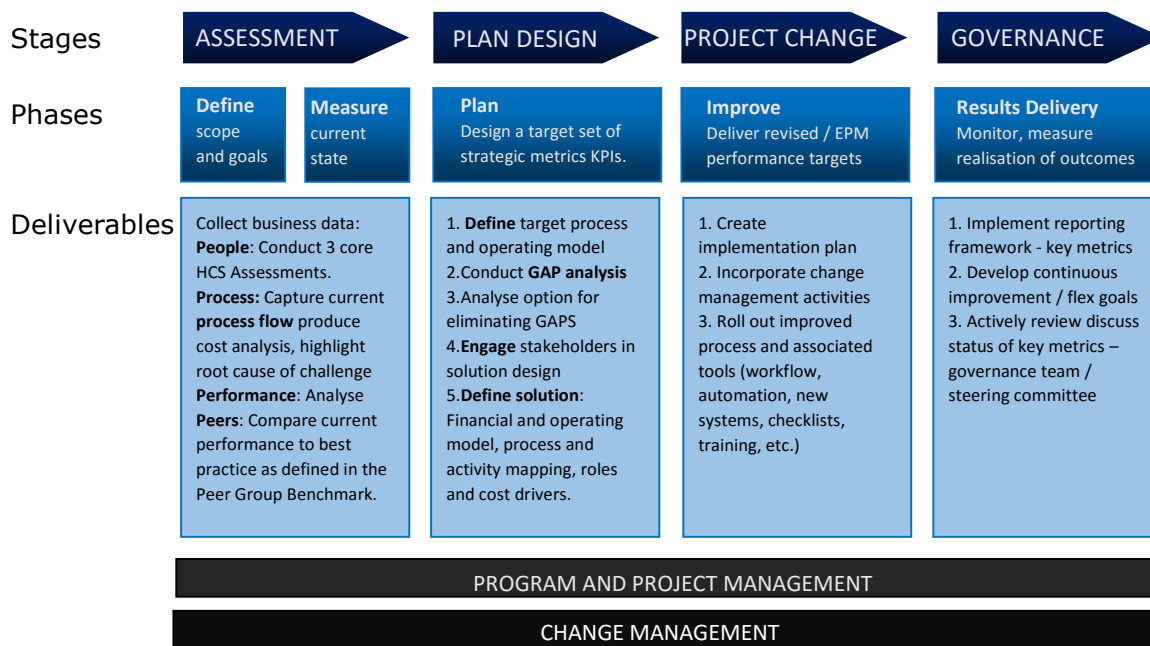 Stages
ASSESSMENT
PLAN DESIGN
PROJECT CHANGE
GOVERNANCE
Phases
Define
scope
and goals
Measure
current
state
Plan
Design a target set of
strategic metrics KPIs.
Improve
Deliver revised / EPM
performance targets
Results Delivery
Monitor, measure
realisation of outcomes
Deliverables
Collect business data:
People: Conduct 3 core
HCS Assessments.
Process: Capture current
process flow produce
cost analysis, highlight
root cause of challenge
Performance: Analyse
Peers: Compare current
performance to best
practice as defined in the
Peer Group Benchmark.
1. Define target process
and operating model
2.Conduct GAP analysis
3.Analyse option for
eliminating GAPS
4.Engage stakeholders in
solution design
5.Define solution:
Financial and operating
model, process and
activity mapping, roles
and cost drivers.
1. Create
implementation plan
2. Incorporate change
management activities
3. Roll out improved
process and associated
tools (workflow,
automation, new
systems, checklists,
training, etc.)
1. Implement reporting
framework - key metrics
2. Develop continuous
improvement / flex goals
3. Actively review discuss
status of key metrics –
governance team /
steering committee
PROGRAM AND PROJECT MANAGEMENT
CHANGE MANAGEMENT